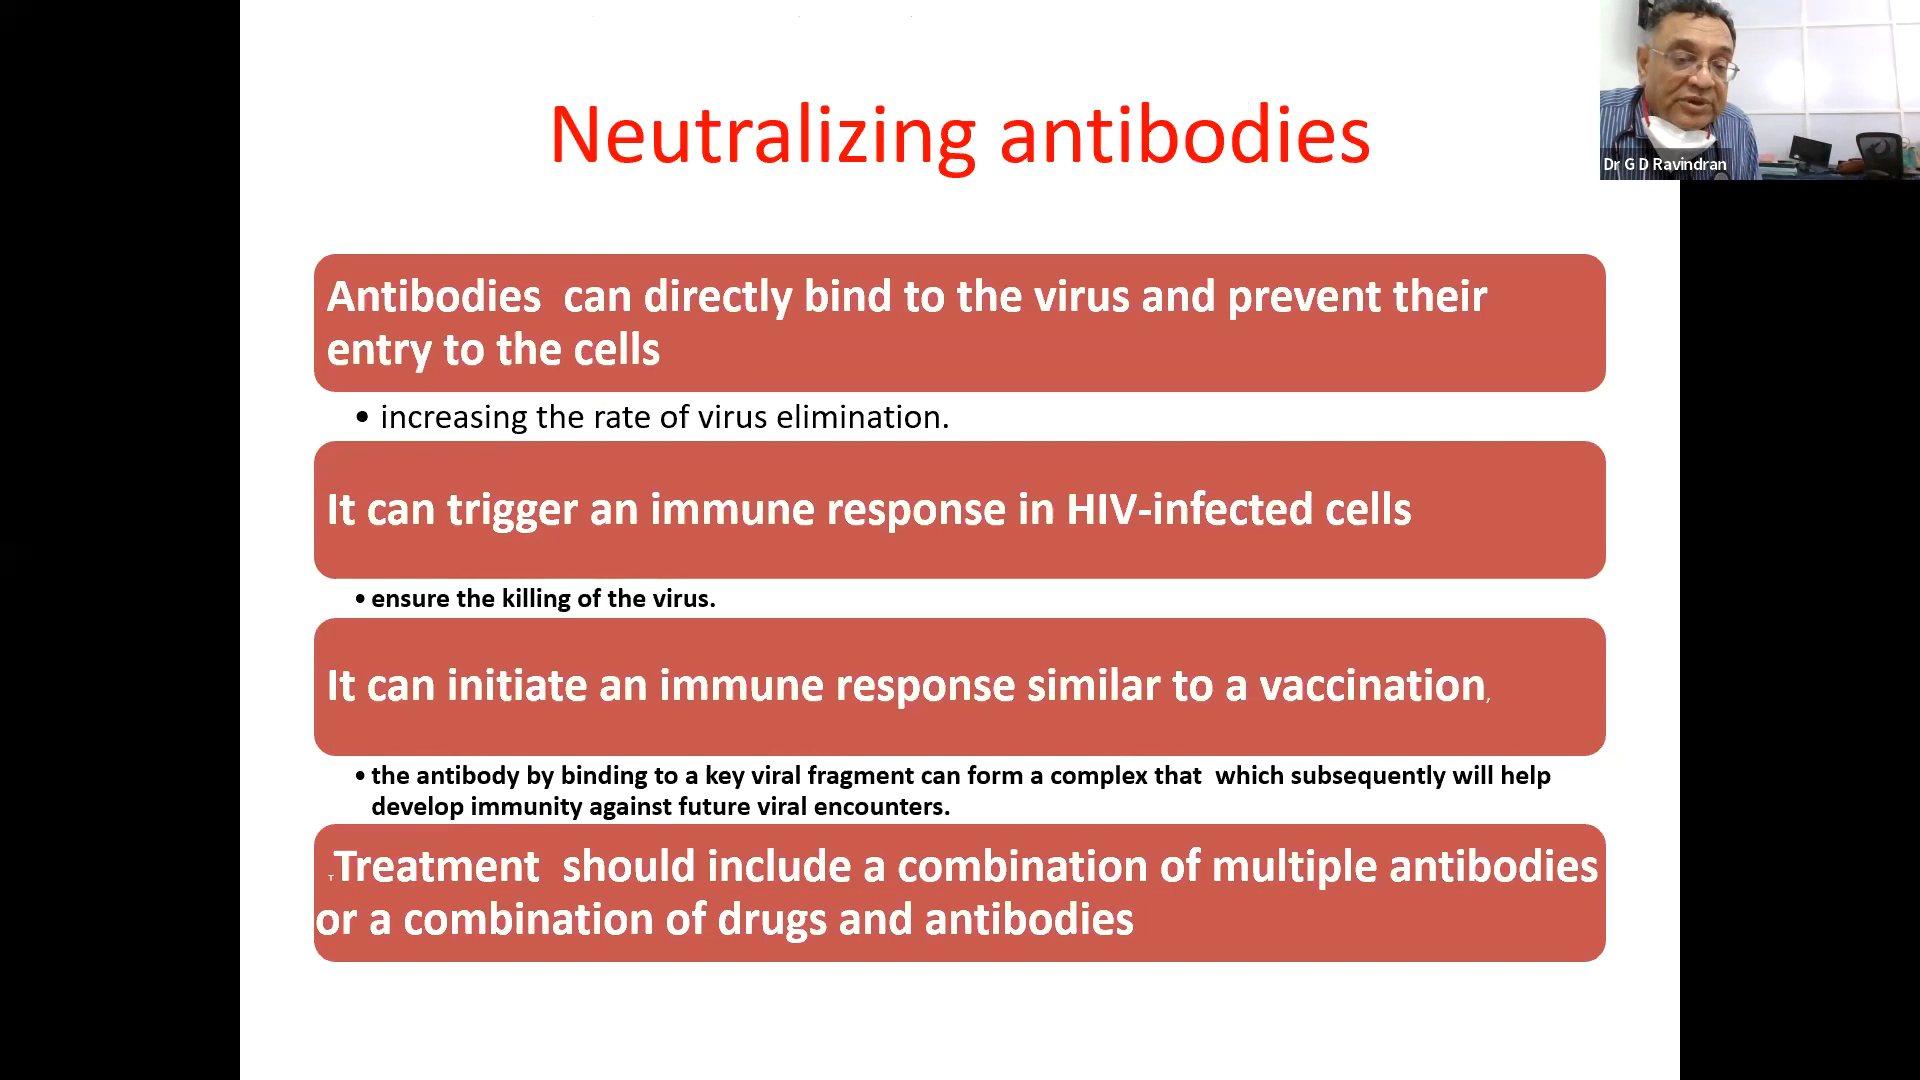 Neutralizing antibodies
Dr G D Ravindran
Antibodies can directly bind to the virus and prevent their
entry to the cells
• increasing the rate of virus elimination.
It can trigger an immune response in HIV-infected cells
• ensure the killing of the virus.
It can initiate an immune response similar to a vaccination,
• the antibody by binding to a key viral fragment can form a complex that which subsequently will help
develop immunity against future viral encounters.
TTreatment should include a combination of multiple antibodies
or a combination of drugs and antibodies